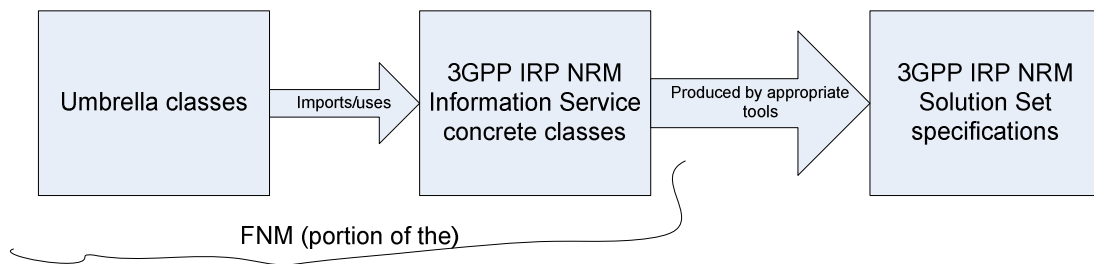 Umbrella classes
Imports/uses
3GPP IRP NRM
Information Service
concrete classes
Produced by appropriate
tools
3GPP IRP NRM
Solution Set
specifications
FNM (portion of the)